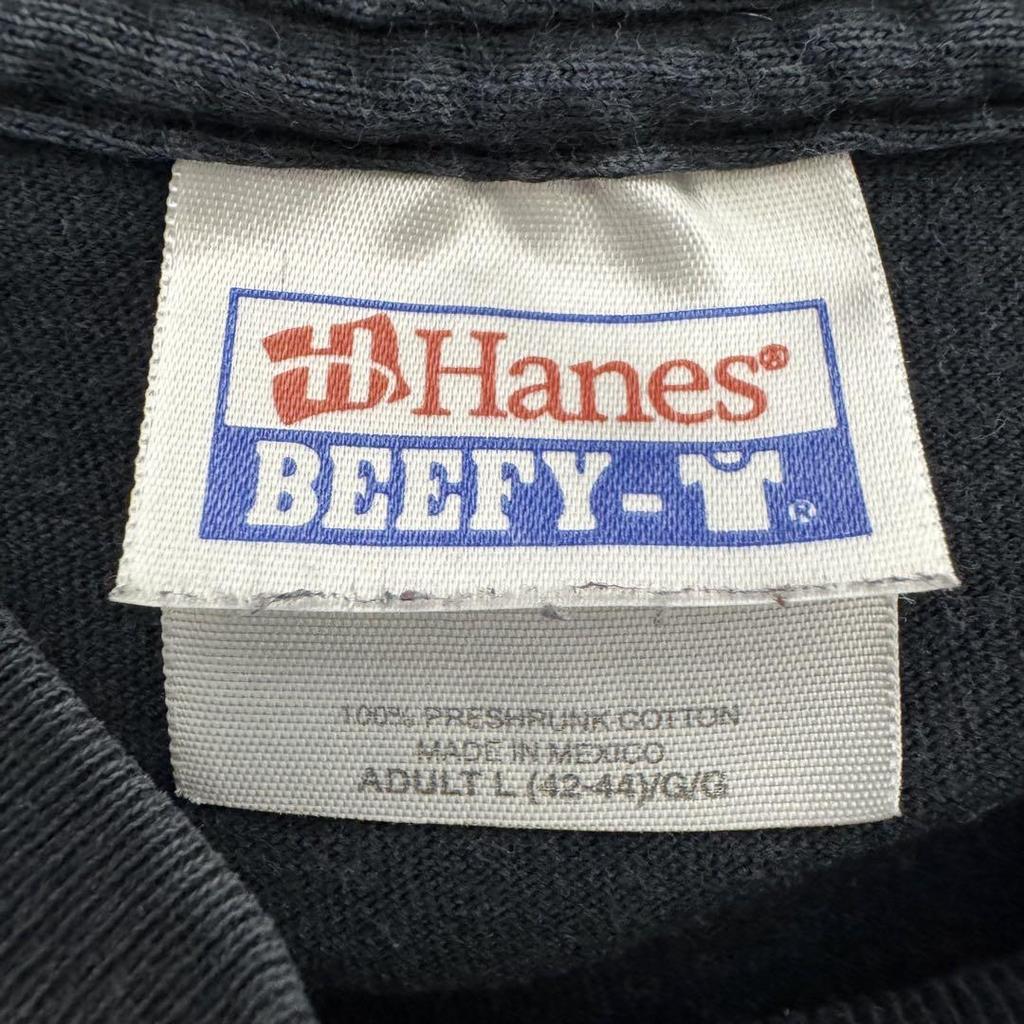 Hanes®
BEEFY-T®
100% PRESHRUNK COTTON
MADE IN MEXICO
ADULT L (42-44)/G/G